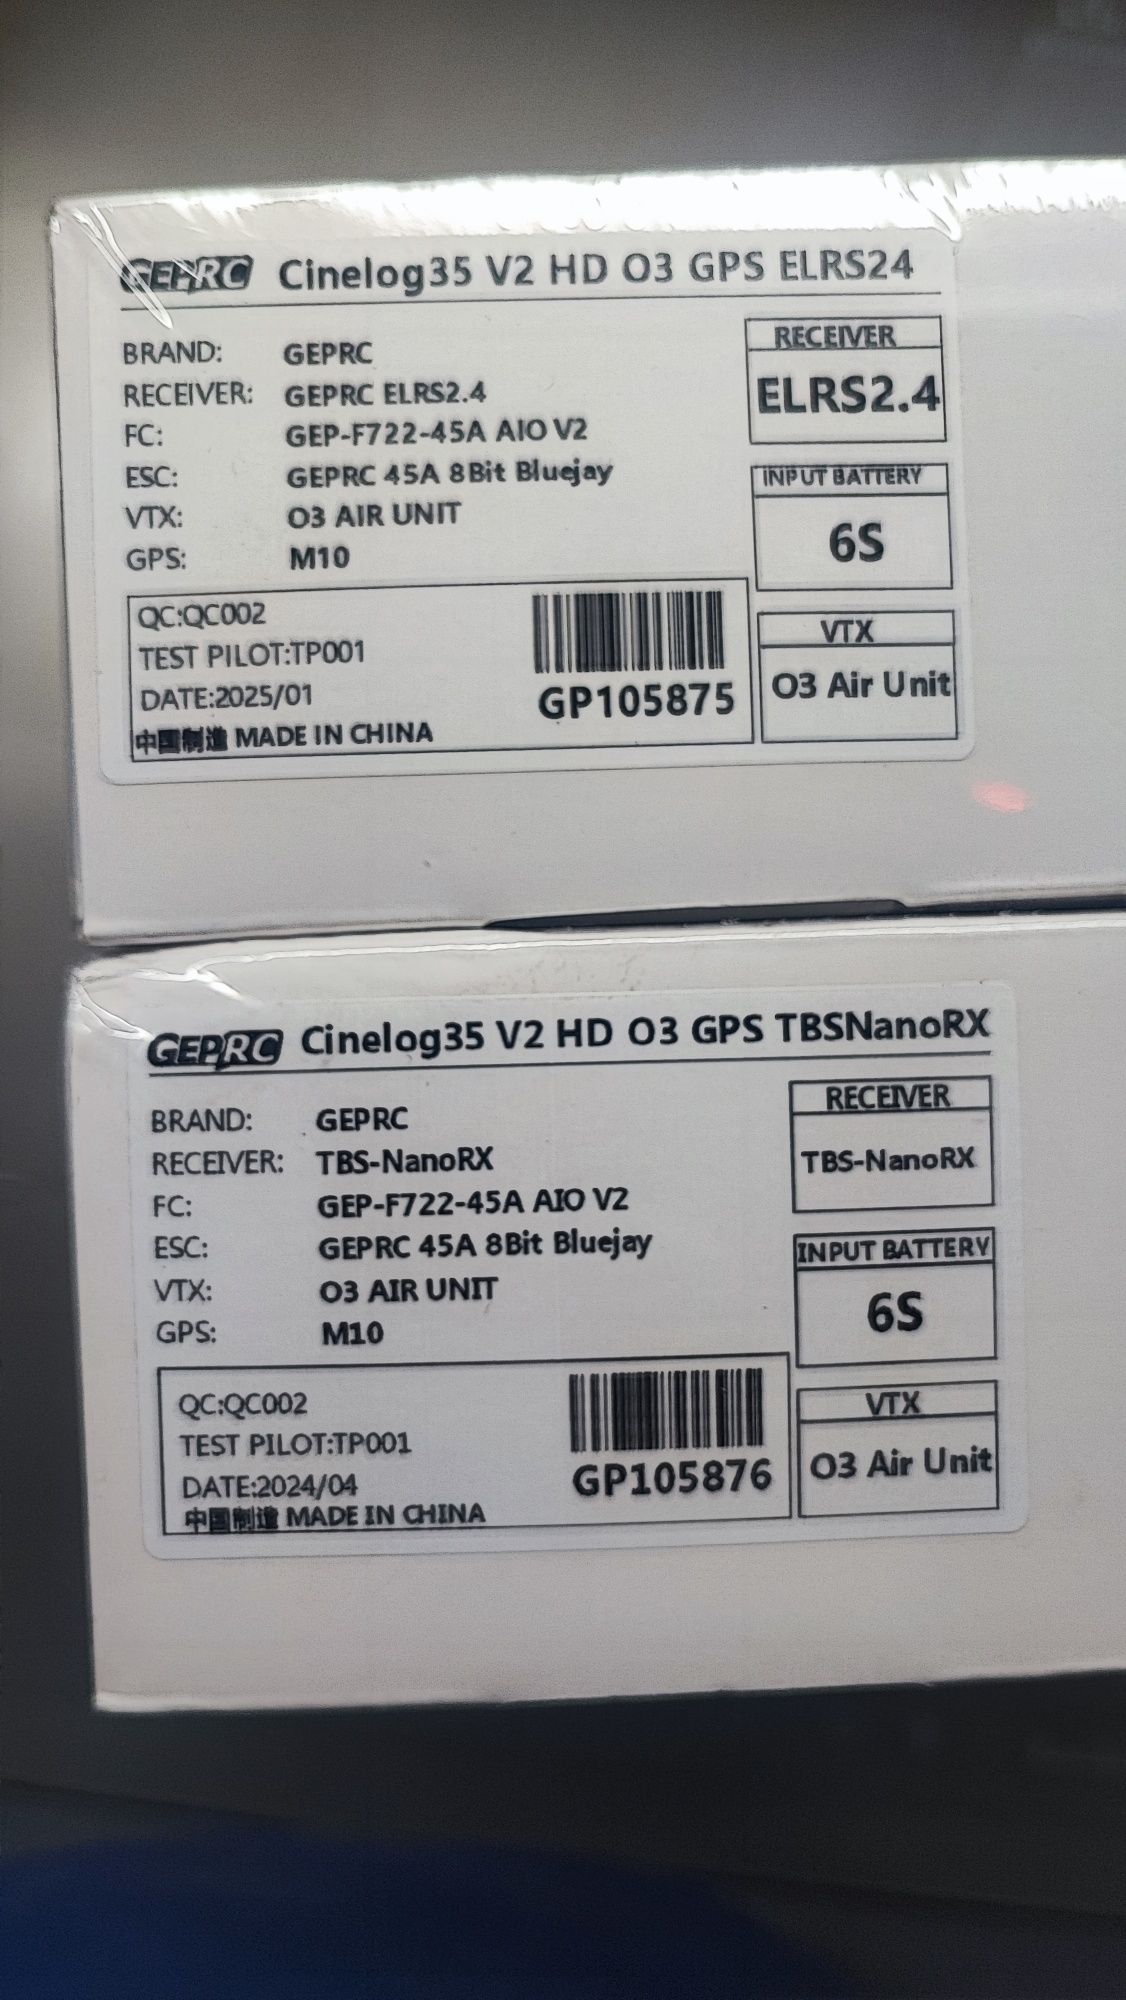 GEPRC Cinelog35 V2 HD O3 GPS ELRS24
BRAND: GEPRC
RECEIVER: GEPRC ELRS2.4
FC: GEP-F722-45A AIO V2
ESC: GEPRC 45A 8Bit Bluejay
VTX: O3 AIR UNIT
GPS: M10
RECEIVER
ELRS2.4
INPUT BATTERY
6S
VTX
O3 Air Unit
QC:QC002
TEST PILOT:TP001
DATE:2025/01
中国制造 MADE IN CHINA
GP105875
GEPRC Cinelog35 V2 HD O3 GPS TBSNanoRX
BRAND: GEPRC
RECEIVER: TBS-NanoRX
FC: GEP-F722-45A AIO V2
ESC: GEPRC 45A 8Bit Bluejay
VTX: O3 AIR UNIT
GPS: M10
RECEIVER
TBS-NanoRX
INPUT BATTERY
6S
VTX
O3 Air Unit
QC:QC002
TEST PILOT:TP001
DATE:2024/04
中国制造 MADE IN CHINA
GP105876